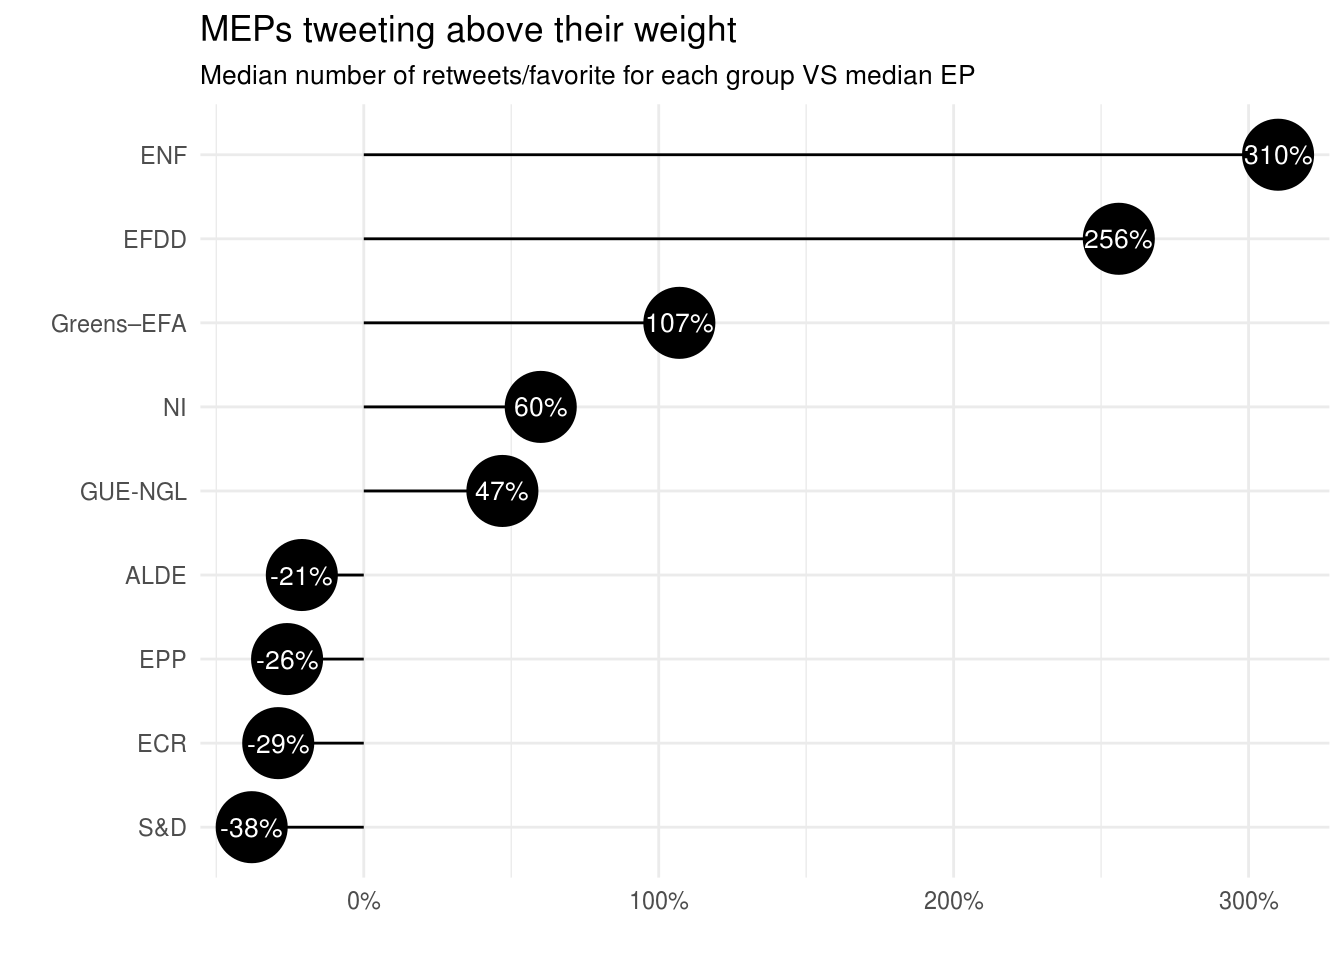 MEPs tweeting above their weight
Median number of retweets/favorite for each group VS median EP
ENF 310%
EFDD 256%
Greens–EFA 107%
NI 60%
GUE-NGL 47%
ALDE -21%
EPP -26%
ECR -29%
S&D -38%
0% 100% 200% 300%